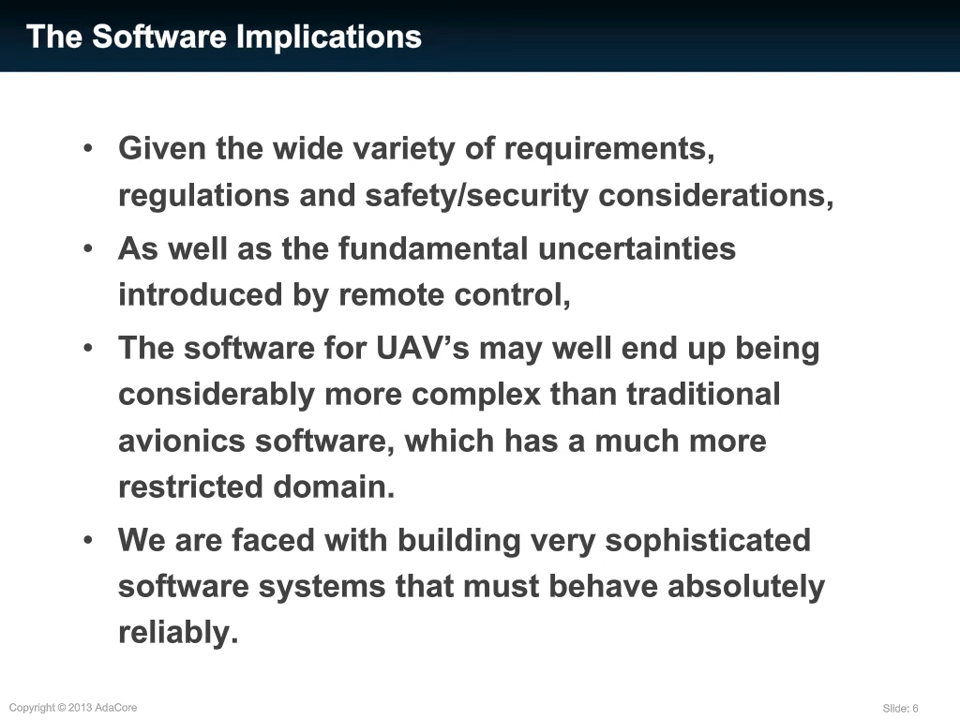 The Software Implications
• Given the wide variety of requirements,
regulations and safety/security considerations,
• As well as the fundamental uncertainties
introduced by remote control,
• The software for UAV’s may well end up being
considerably more complex than traditional
avionics software, which has a much more
restricted domain.
• We are faced with building very sophisticated
software systems that must behave absolutely
reliably.
Copyright © 2013 AdaCore
Slide: 6